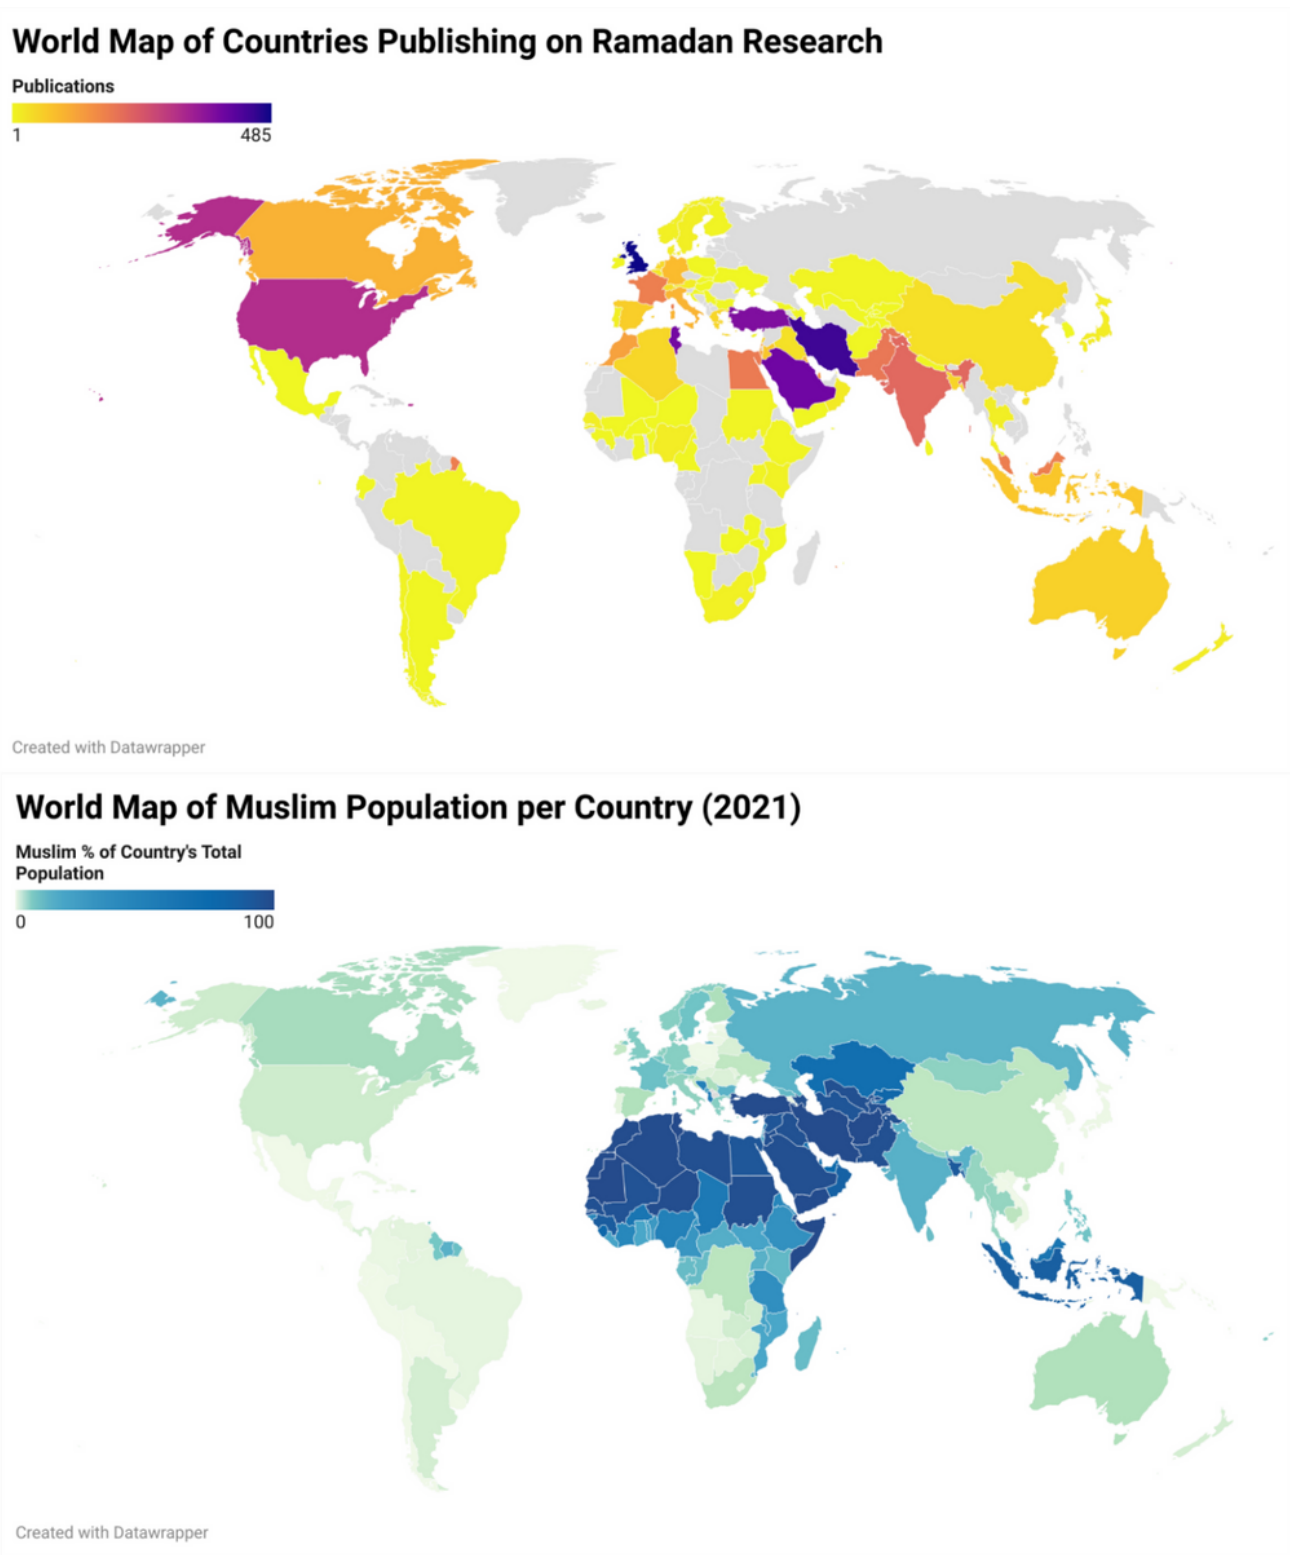 World Map of Countries Publishing on Ramadan Research
Publications
1 485
Created with Datawrapper
World Map of Muslim Population per Country (2021)
Muslim % of Country's Total
Population
0 100
Created with Datawrapper